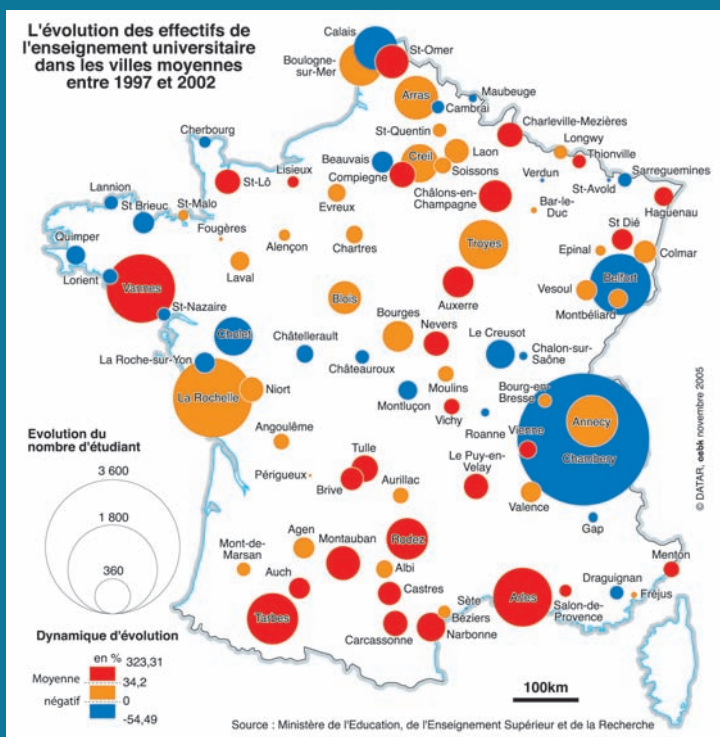 L'évolution des effectifs de
l'enseignement universitaire
dans les villes moyennes
entre 1997 et 2002
Calais
St-Omer
Boulogne-
sur-Mer
Maubeuge
Arras
Cambrai
Charleville-Mezières
Cherbourg
St-Quentin
Longwy
Laon
Thionville
Beauvais
Creil
Soissons
Verdun
Sarreguemines
Lisieux
Compiegne
St-Avold
Lannion
St-Lô
Châlons-en-
Champagne
Bar-le-
Duc
Haguenau
St Brieuc
St-Malo
Evreux
St Dié
Quimper
Fougères
Alençon
Chartres
Troyes
Epinal
Colmar
Lorient
Laval
Belfort
Vannes
Blois
Auxerre
Vesoul
St-Nazaire
Bourges
Montbéliard
Cholet
Châtellerault
Nevers
Le Creusot
La Roche-sur-Yon
Châteauroux
Chalon-sur-
Saône
La Rochelle
Niort
Moulins
Bourg-en-
Bresse
Montluçon
Annecy
Angoulême
Vichy
Roanne
Vienne
Chambery
Evolution du
nombre d'étudiant
3 600
1 800
360
Tulle
Le Puy-en-
Velay
Périgueux
Brive
Aurillac
Valence
Gap
Mont-de-
Marsan
Agen
Montauban
Rodez
Menton
Auch
Albi
Draguignan
Castres
Sète
Arles
Fréjus
Tarbes
Béziers
Salon-de-
Provence
Carcassonne
Narbonne
Dynamique d'évolution
en %
323,31
Moyenne
34,2
négatif
0
-54,49
100km
Source : Ministère de l'Education, de l'Enseignement Supérieur et de la Recherche
© DATAR, cebk novembre 2005